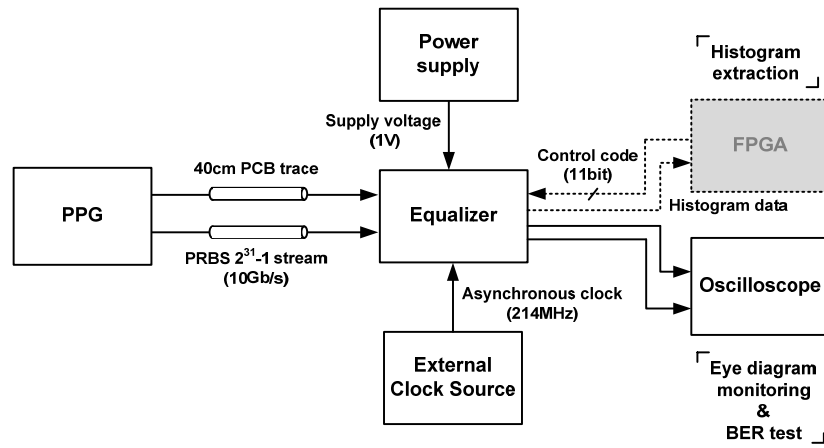 Power
supply
Histogram
extraction
Supply voltage
(1V)
40cm PCB trace
Control code
(11bit)
FPGA
PPG
Equalizer
Histogram data
PRBS 2³¹-1 stream
(10Gb/s)
Asynchronous clock
(214MHz)
Oscilloscope
External
Clock Source
Eye diagram
monitoring
&
BER test